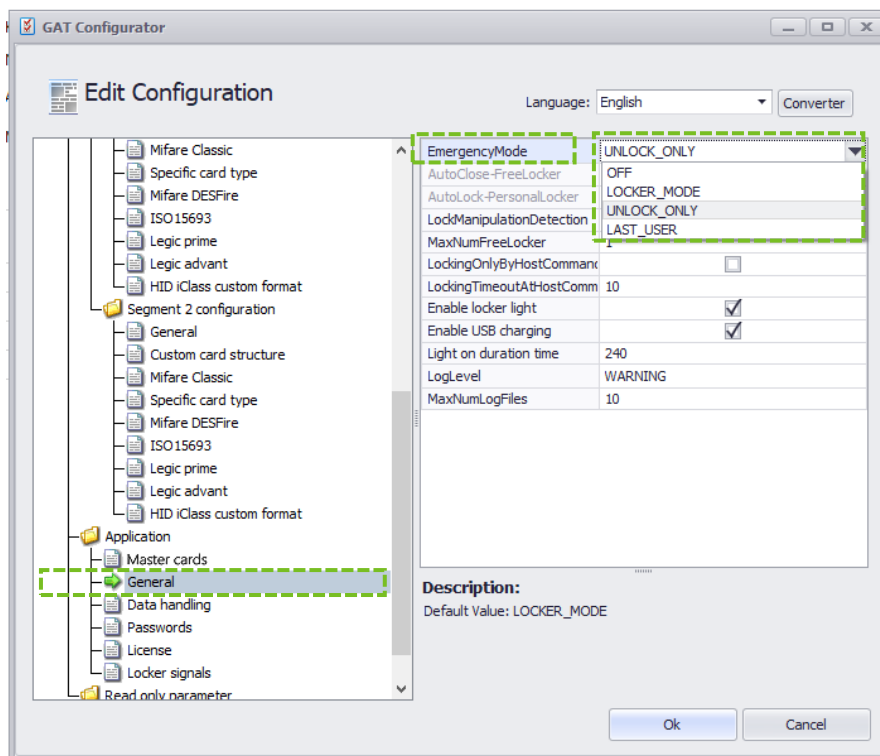 GAT Configurator
Edit Configuration
Language: English Converter
Mifare Classic
Specific card type
Mifare DESFire
ISO15693
Legic prime
Legic advant
HID iClass custom format
Segment 2 configuration
General
Custom card structure
Mifare Classic
Specific card type
Mifare DESFire
ISO15693
Legic prime
Legic advant
HID iClass custom format
Application
Master cards
General
Data handling
Passwords
License
Locker signals
Read only parameter
EmergencyMode UNLOCK_ONLY
OFF
LOCKER_MODE
UNLOCK_ONLY
LAST_USER
AutoClose-FreeLocker
AutoLock-PersonalLocker
LockManipulationDetection
MaxNumFreeLocker 1
LockingOnlyByHostCommand
LockingTimeoutAtHostComm 10
Enable locker light
Enable USB charging
Light on duration time 240
LogLevel WARNING
MaxNumLogFiles 10
Description:
Default Value: LOCKER_MODE
Ok Cancel